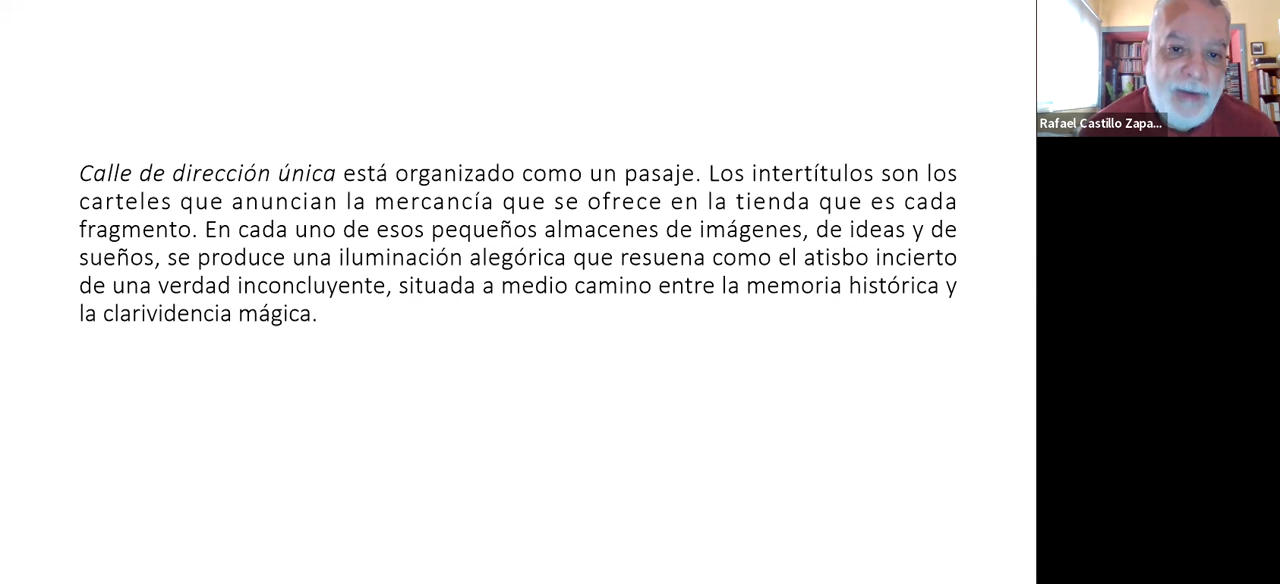 Calle de dirección única está organizado como un pasaje. Los intertítulos son los
carteles que anuncian la mercancía que se ofrece en la tienda que es cada
fragmento. En cada uno de esos pequeños almacenes de imágenes, de ideas y de
sueños, se produce una iluminación alegórica que resuena como el atisbo incierto
de una verdad inconcluyente, situada a medio camino entre la memoria histórica y
la clarividencia mágica.
Rafael Castillo Zapa...